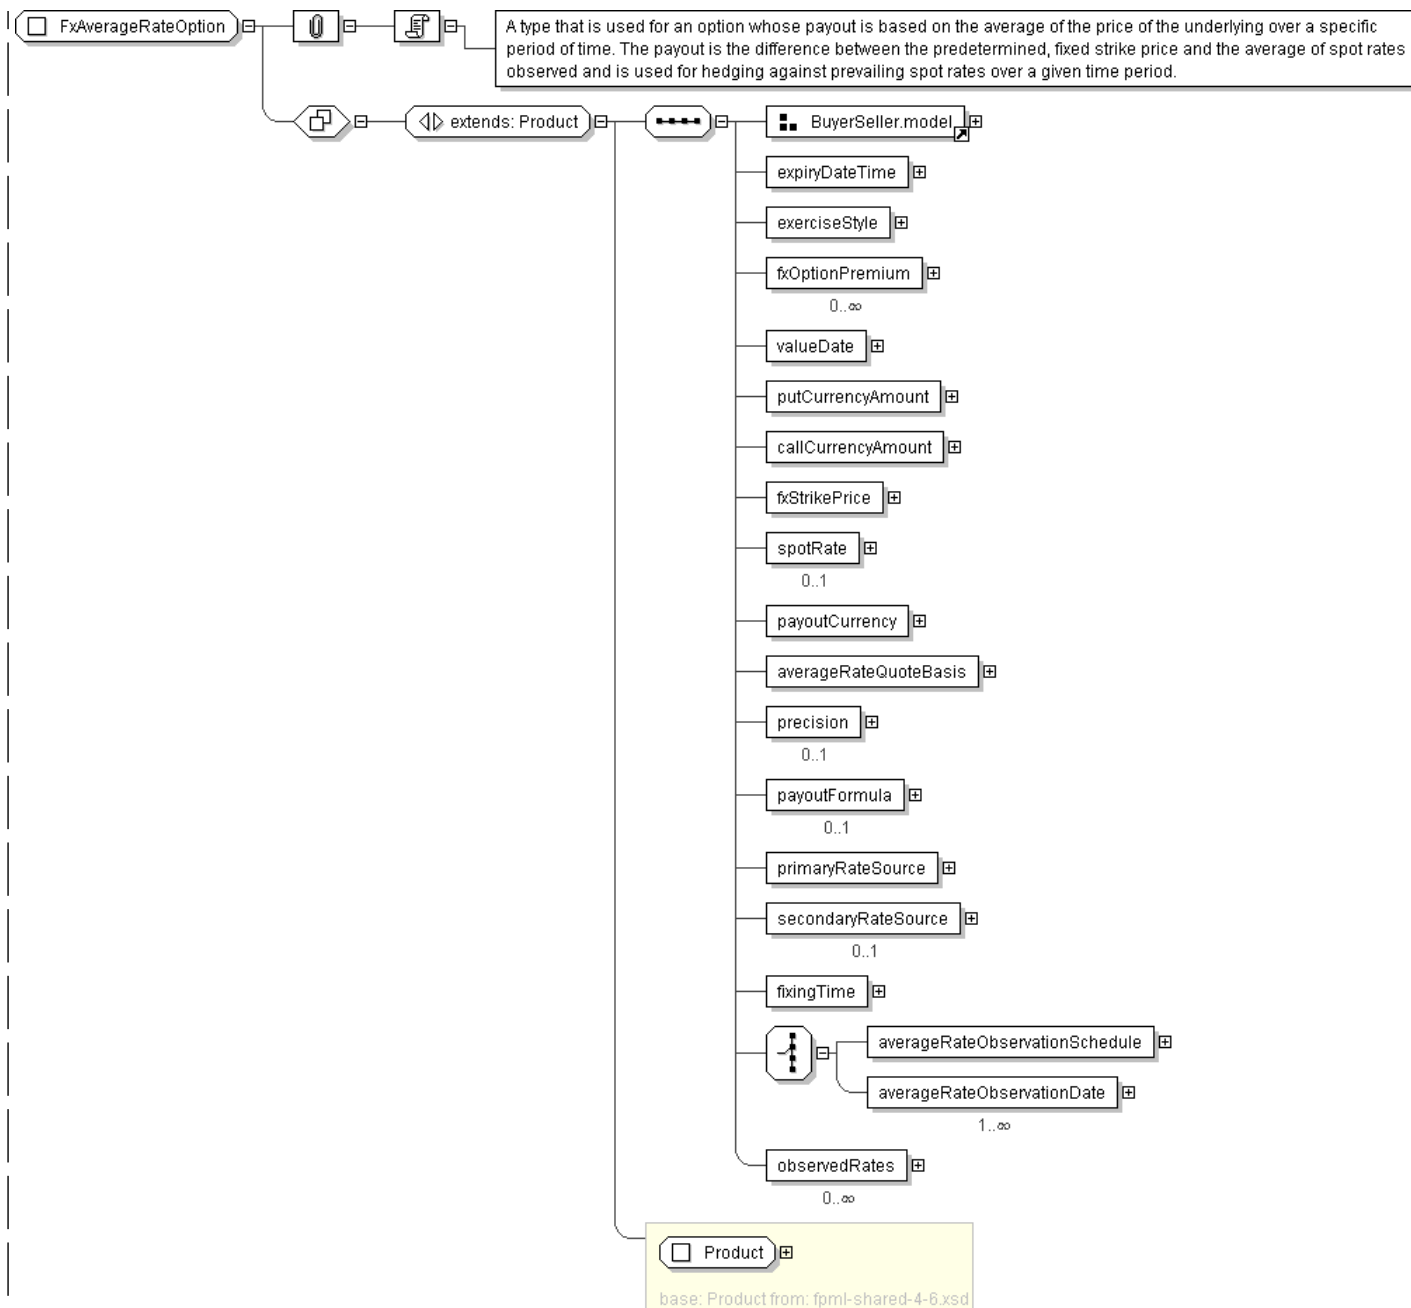 FxAverageRateOption
A type that is used for an option whose payout is based on the average of the price of the underlying over a specific
period of time. The payout is the difference between the predetermined, fixed strike price and the average of spot rates
observed and is used for hedging against prevailing spot rates over a given time period.
extends: Product
BuyerSeller.model
expiryDateTime
exerciseStyle
fxOptionPremium
0..∞
valueDate
putCurrencyAmount
callCurrencyAmount
fxStrikePrice
spotRate
0..1
payoutCurrency
averageRateQuoteBasis
precision
0..1
payoutFormula
0..1
primaryRateSource
secondaryRateSource
0..1
fixingTime
averageRateObservationSchedule
averageRateObservationDate
1..∞
observedRates
0..∞
Product
base: Product from: fpml-shared-4-6.xsd